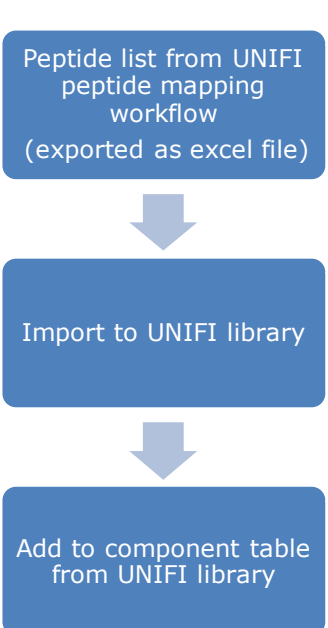 Peptide list from UNIFI
peptide mapping
workflow
(exported as excel file)
Import to UNIFI library
Add to component table
from UNIFI library